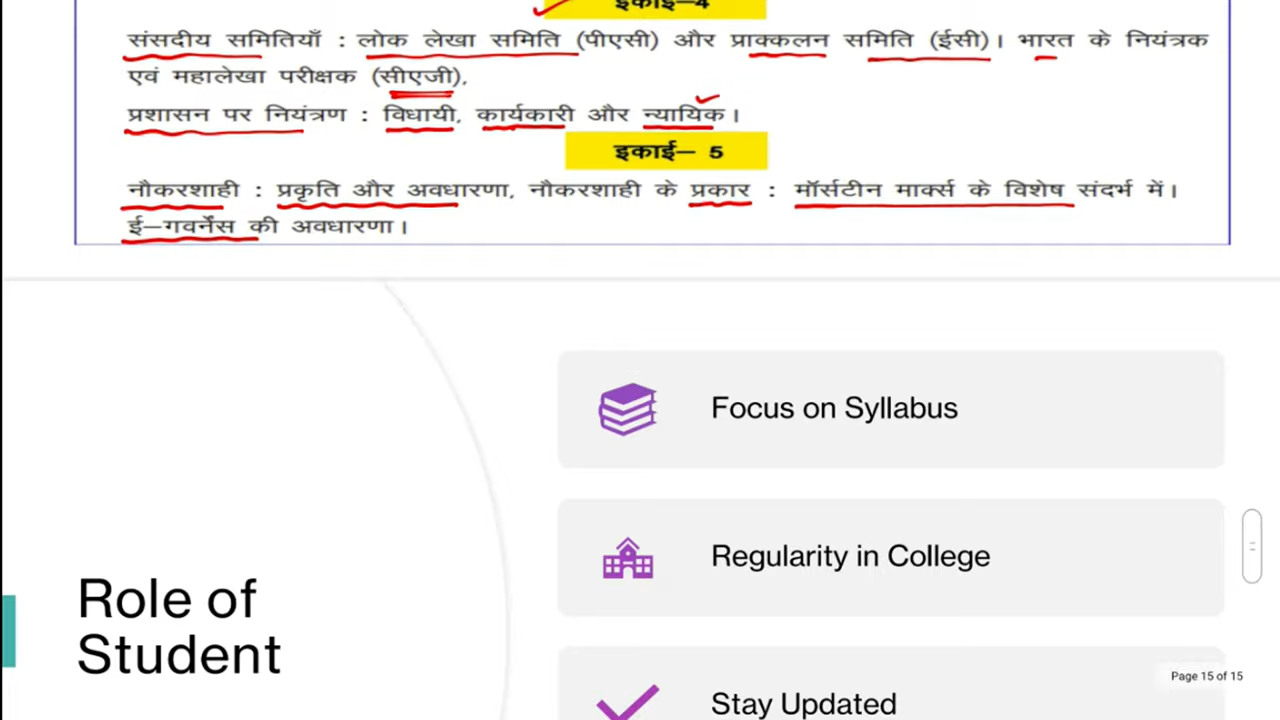 इकाई–4
संसदीय समितियाँ : लोक लेखा समिति (पीएसी) और प्राक्कलन समिति (ईसी)। भारत के नियंत्रक
एवं महालेखा परीक्षक (सीएजी),
प्रशासन पर नियंत्रण : विधायी, कार्यकारी और न्यायिक।
इकाई– 5
नौकरशाही : प्रकृति और अवधारणा, नौकरशाही के प्रकार : मॉर्सटीन मार्क्स के विशेष संदर्भ में।
ई–गवर्नेंस की अवधारणा।
Focus on Syllabus
Regularity in College
Role of
Student
Stay Updated
Page 15 of 15